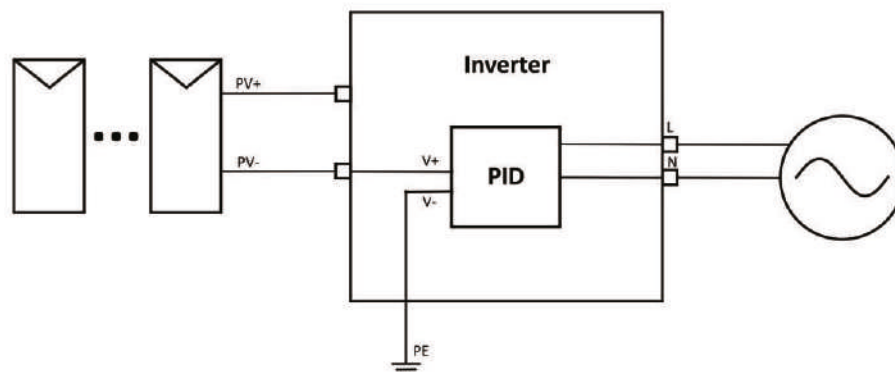 Inverter
PV+
PV-
V+
V-
PID
L
N
PE